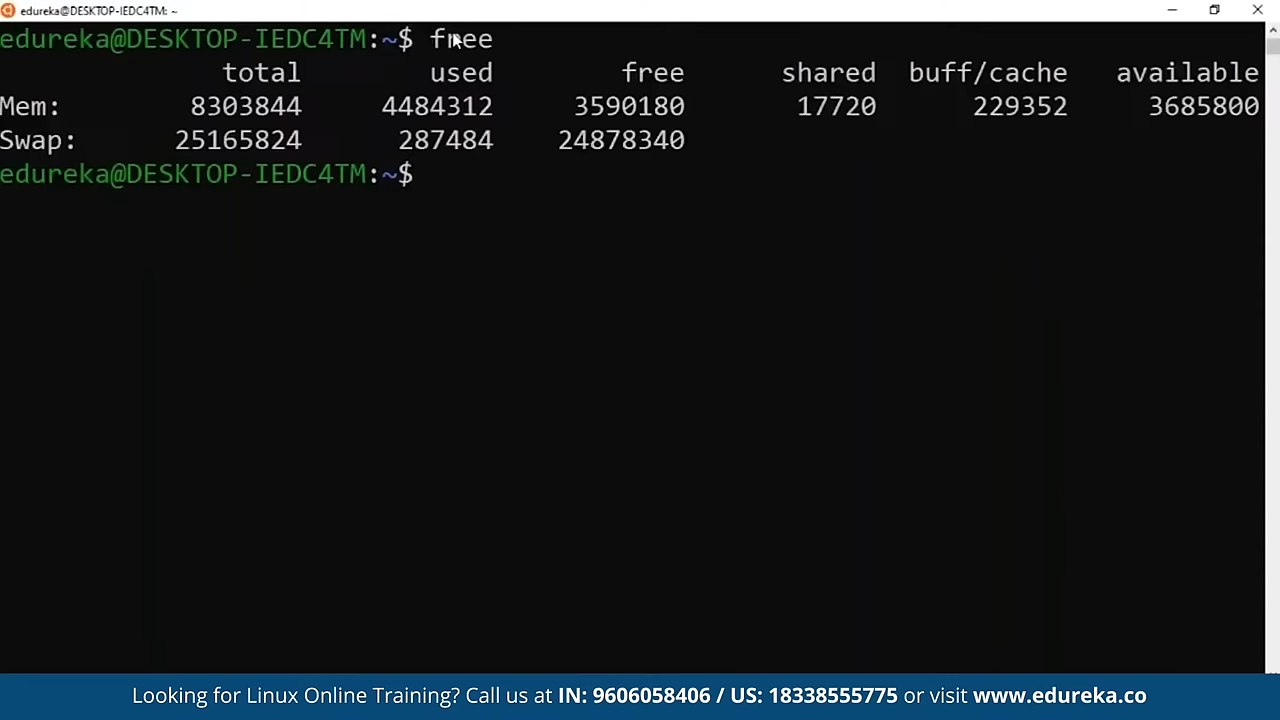 edureka@DESKTOP-IEDC4TM: ~
edureka@DESKTOP-IEDC4TM:~$ free
total used free shared buff/cache available
Mem: 8303844 4484312 3590180 17720 229352 3685800
Swap: 25165824 287484 24878340
edureka@DESKTOP-IEDC4TM:~$
Looking for Linux Online Training? Call us at IN: 9606058406 / US: 18338555775 or visit www.edureka.co